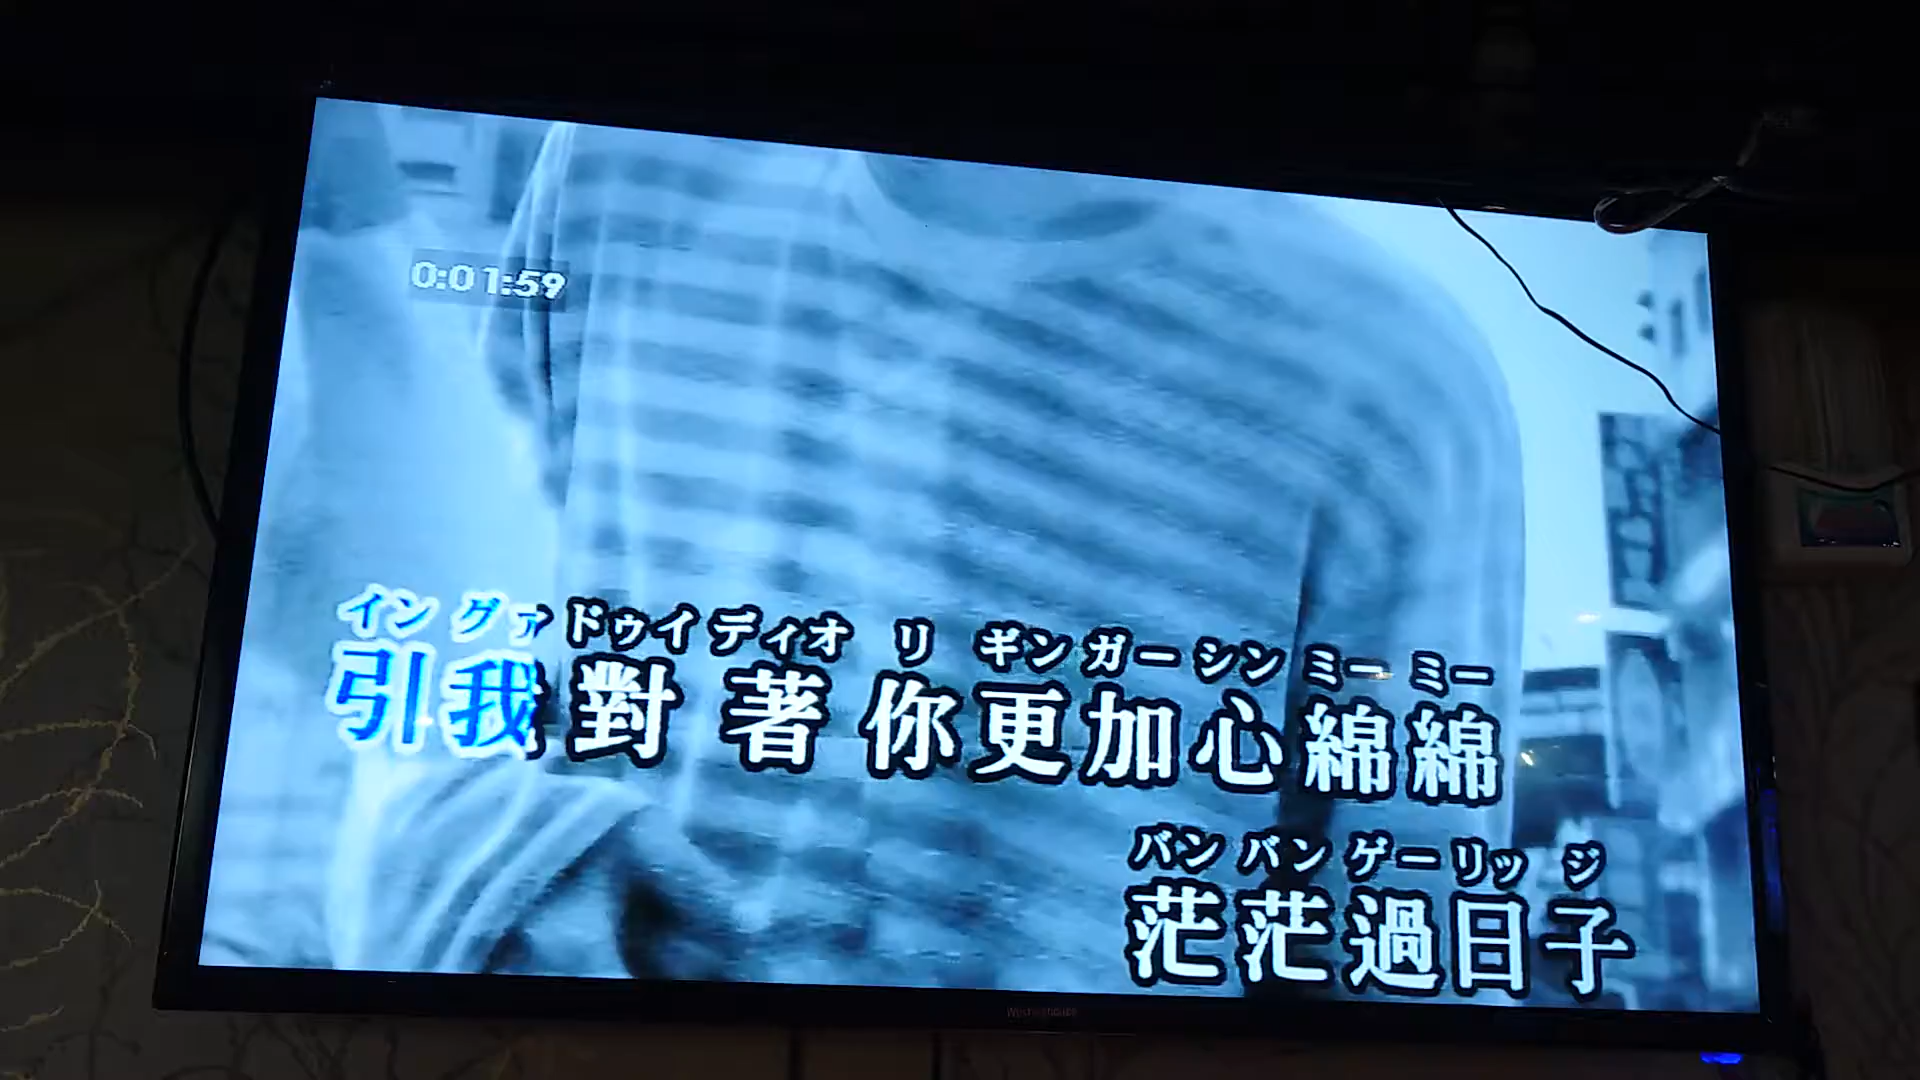 0:01:59
イン グァ ドゥイ ディオ リ ギン ガー シン ミー ミー
引我對著你更加心綿綿
バン バン ゲー リッ ジ
茫茫過日子
Westinghouse